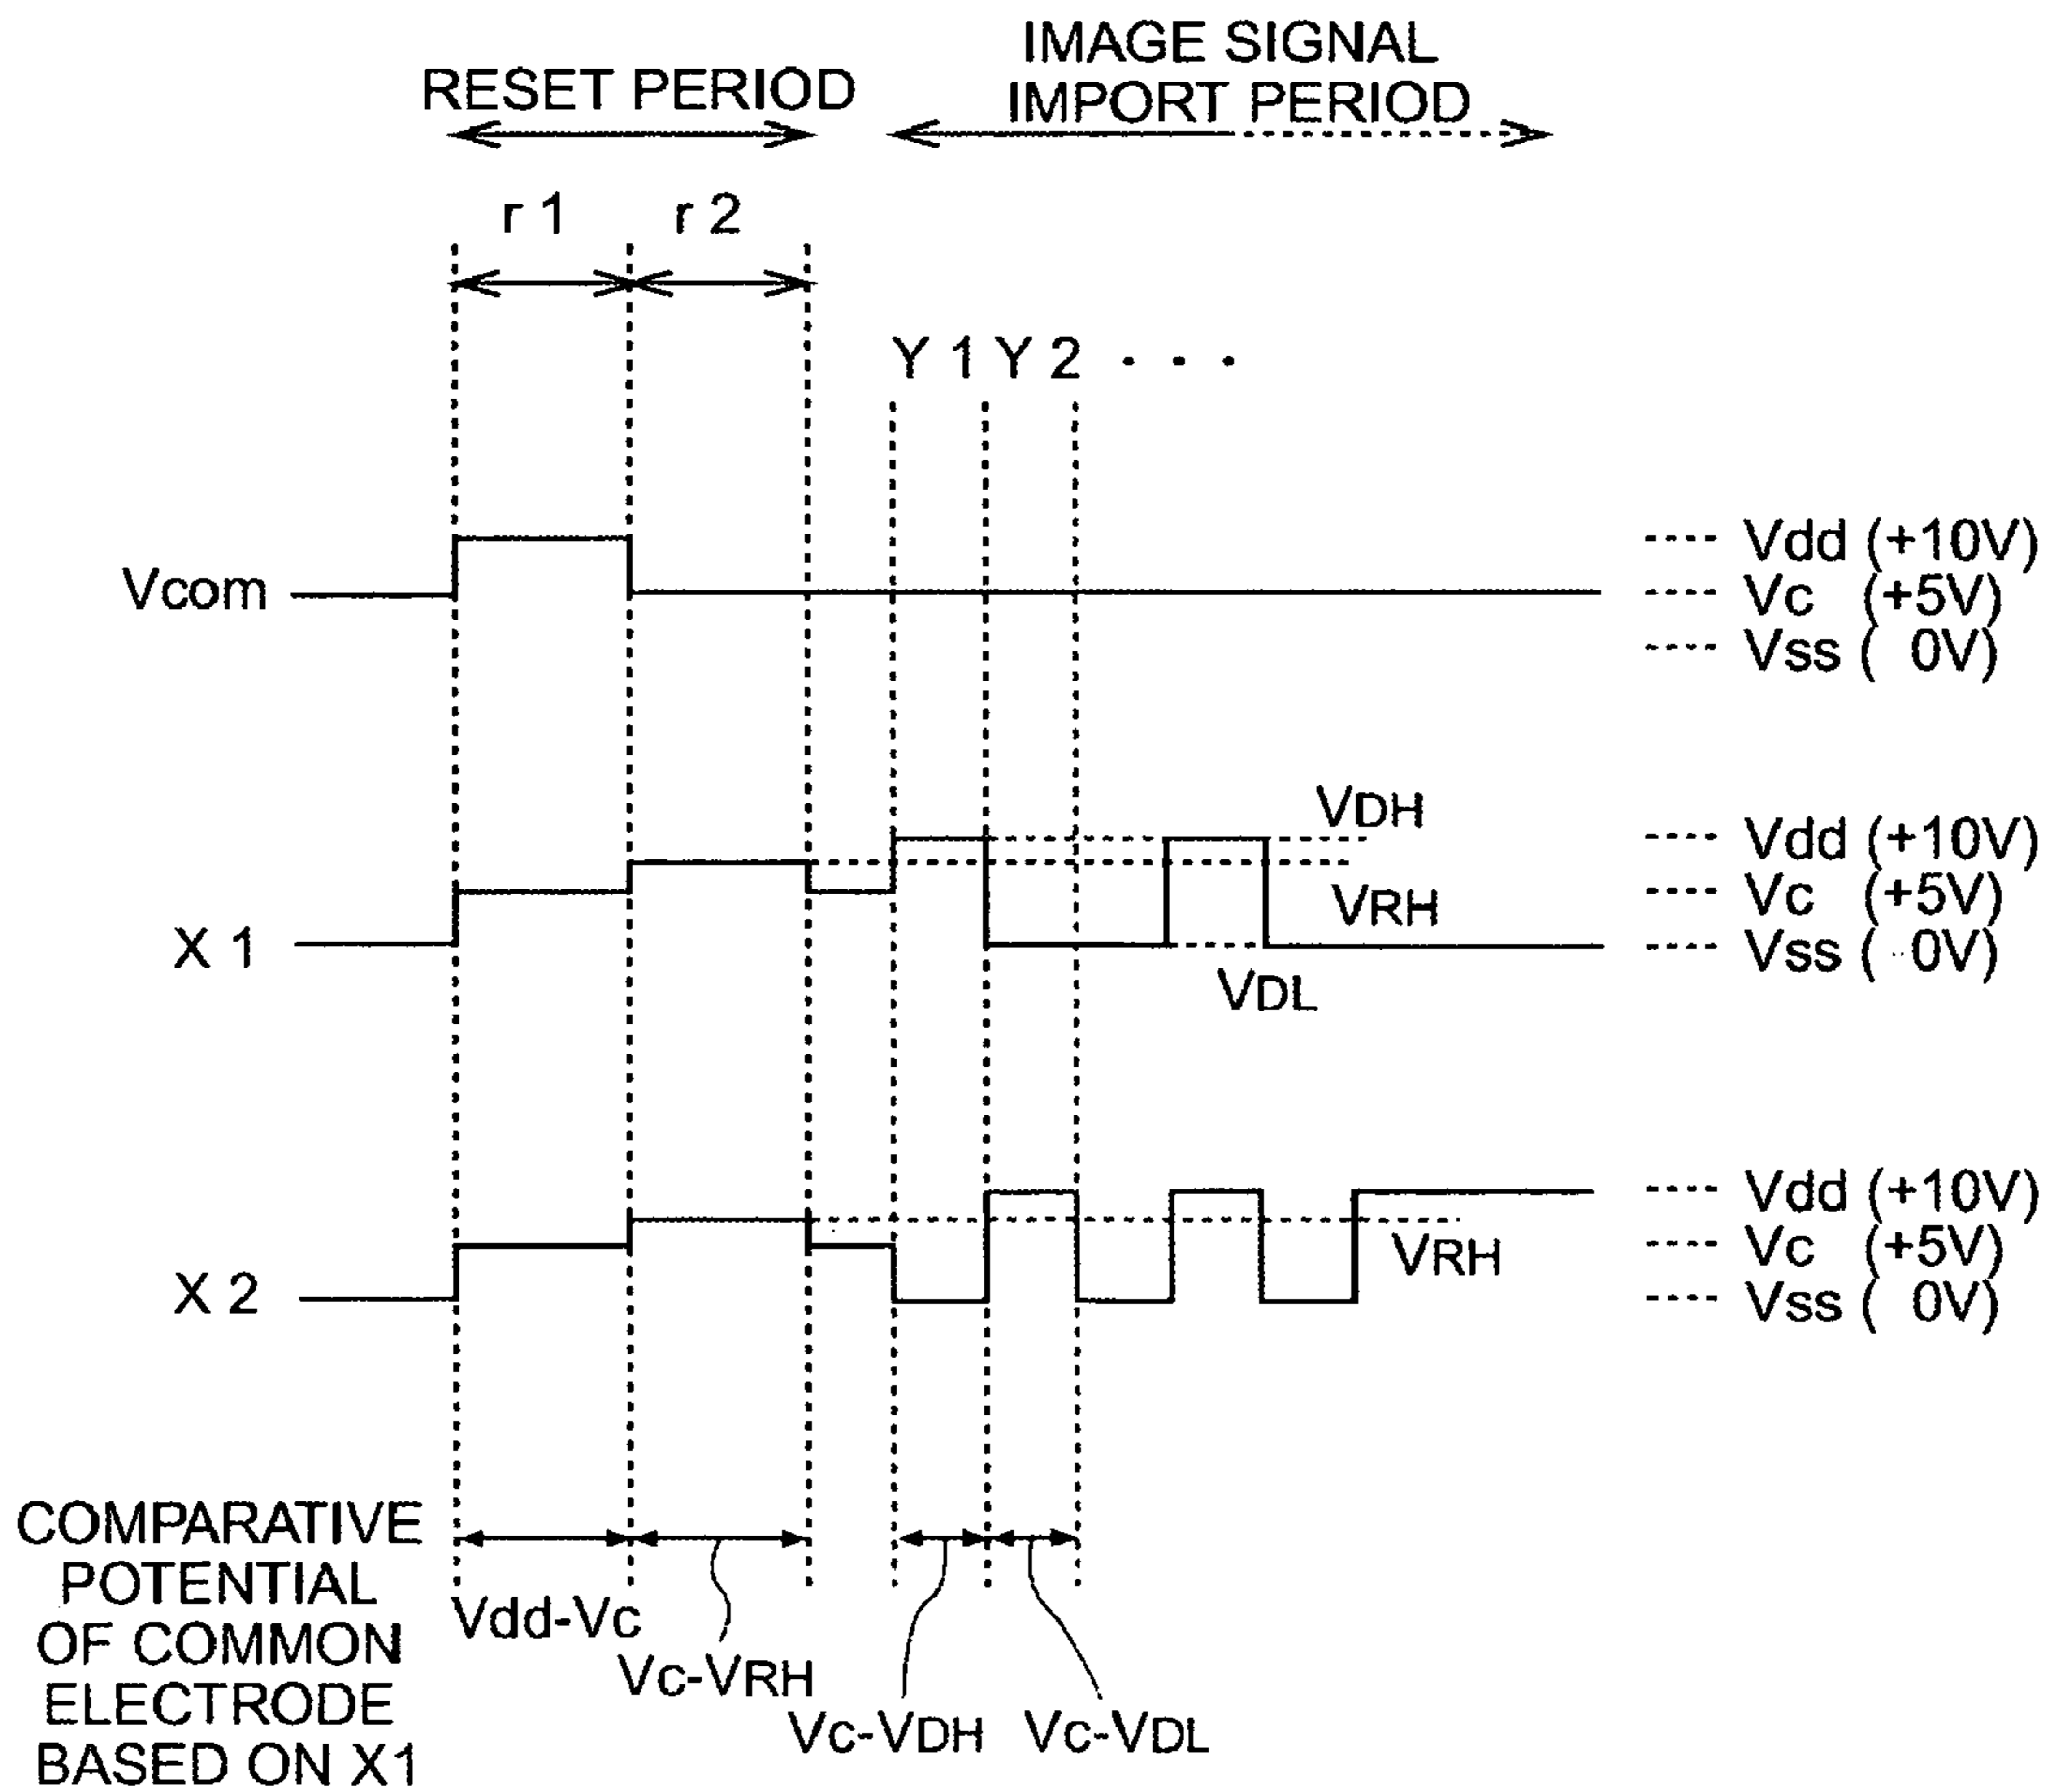 IMAGE SIGNAL
IMPORT PERIOD
RESET PERIOD
r 1
r 2
Y 1 Y 2 · · ·
Vcom
Vdd (+10V)
Vc (+5V)
Vss ( 0V)
VDH
VRH
VDL
X 1
Vdd (+10V)
Vc (+5V)
Vss ( 0V)
X 2
VRH
Vdd (+10V)
Vc (+5V)
Vss ( 0V)
COMPARATIVE
POTENTIAL
OF COMMON
ELECTRODE
BASED ON X1
Vdd-Vc
Vc-VRH
Vc-VDH
Vc-VDL